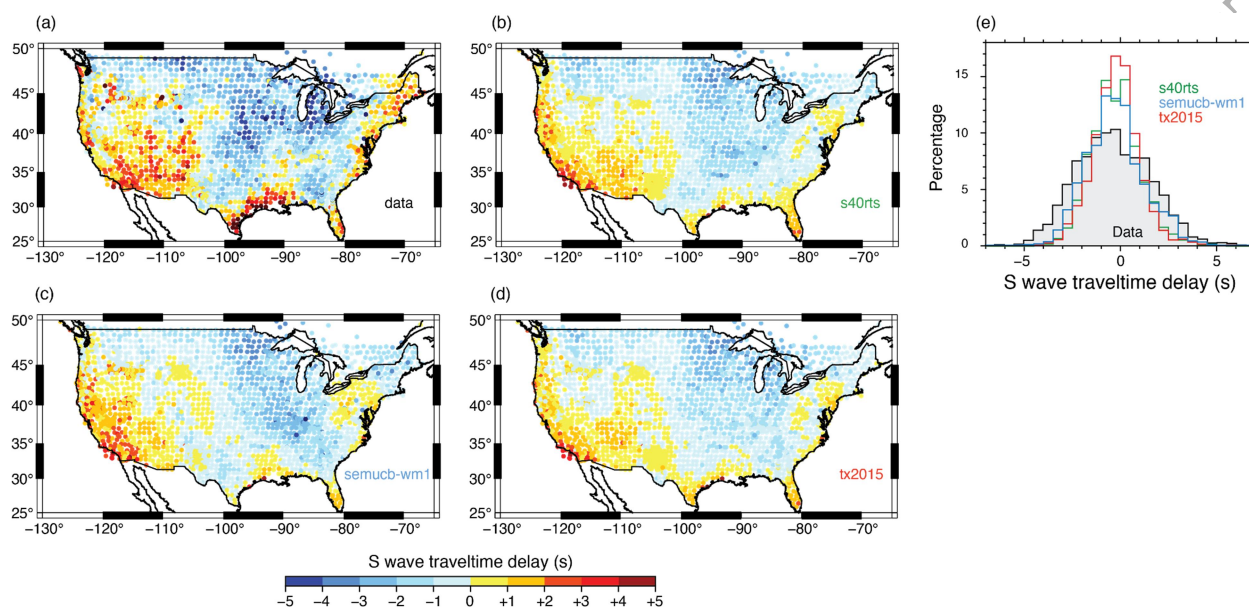 (a)
50°
45°
40°
35°
30°
25°
data
−130° −120° −110° −100° −90° −80° −70°
(b)
50°
45°
40°
35°
30°
25°
s40rts
−130° −120° −110° −100° −90° −80° −70°
(e)
Percentage
15
10
5
0
s40rts
semucb-wm1
tx2015
Data
−5 0 5
S wave traveltime delay (s)
(c)
50°
45°
40°
35°
30°
25°
semucb-wm1
−130° −120° −110° −100° −90° −80° −70°
(d)
50°
45°
40°
35°
30°
25°
tx2015
−130° −120° −110° −100° −90° −80° −70°
S wave traveltime delay (s)
−5 −4 −3 −2 −1 0 +1 +2 +3 +4 +5